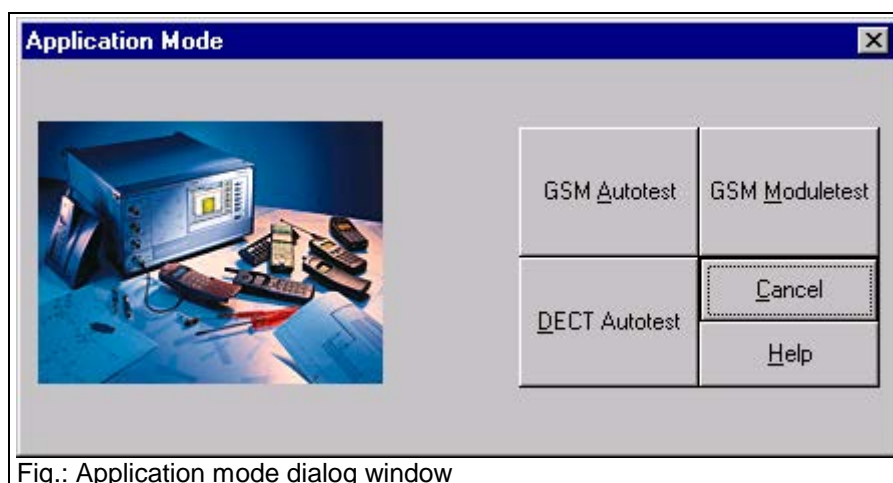 Application Mode
GSM Autotest
GSM Moduletest
DECT Autotest
Cancel
Help
Fig.: Application mode dialog window